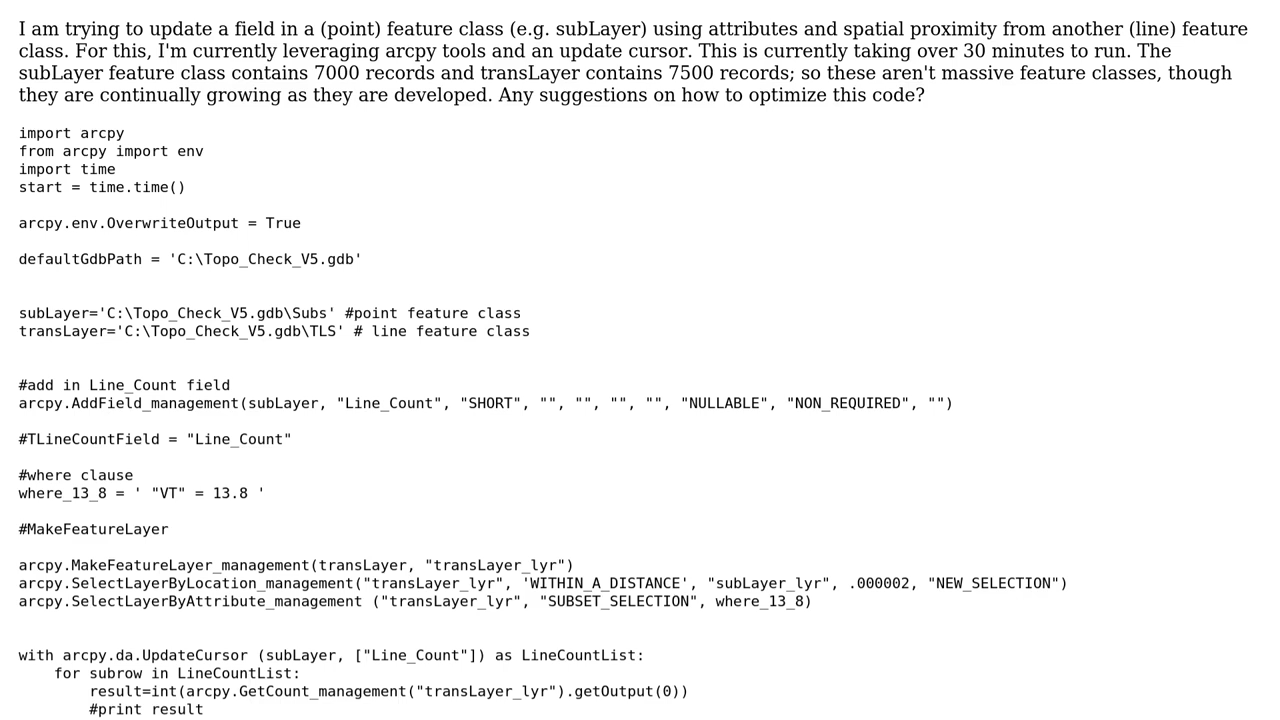 I am trying to update a field in a (point) feature class (e.g. subLayer) using attributes and spatial proximity from another (line) feature
class. For this, I'm currently leveraging arcpy tools and an update cursor. This is currently taking over 30 minutes to run. The
subLayer feature class contains 7000 records and transLayer contains 7500 records; so these aren't massive feature classes, though
they are continually growing as they are developed. Any suggestions on how to optimize this code?
import arcpy
from arcpy import env
import time
start = time.time()
arcpy.env.OverwriteOutput = True
defaultGdbPath = 'C:\Topo_Check_V5.gdb'
subLayer='C:\Topo_Check_V5.gdb\Subs' #point feature class
transLayer='C:\Topo_Check_V5.gdb\TLS' # line feature class
#add in Line_Count field
arcpy.AddField_management(subLayer, "Line_Count", "SHORT", "", "", "", "", "NULLABLE", "NON_REQUIRED", "")
#TLineCountField = "Line_Count"
#where clause
where_13_8 = ' "VT" = 13.8 '
#MakeFeatureLayer
arcpy.MakeFeatureLayer_management(transLayer, "transLayer_lyr")
arcpy.SelectLayerByLocation_management("transLayer_lyr", 'WITHIN_A_DISTANCE', "subLayer_lyr", .000002, "NEW_SELECTION")
arcpy.SelectLayerByAttribute_management ("transLayer_lyr", "SUBSET_SELECTION", where_13_8)
with arcpy.da.UpdateCursor (subLayer, ["Line_Count"]) as LineCountList:
    for subrow in LineCountList:
        result=int(arcpy.GetCount_management("transLayer_lyr").getOutput(0))
        #print result